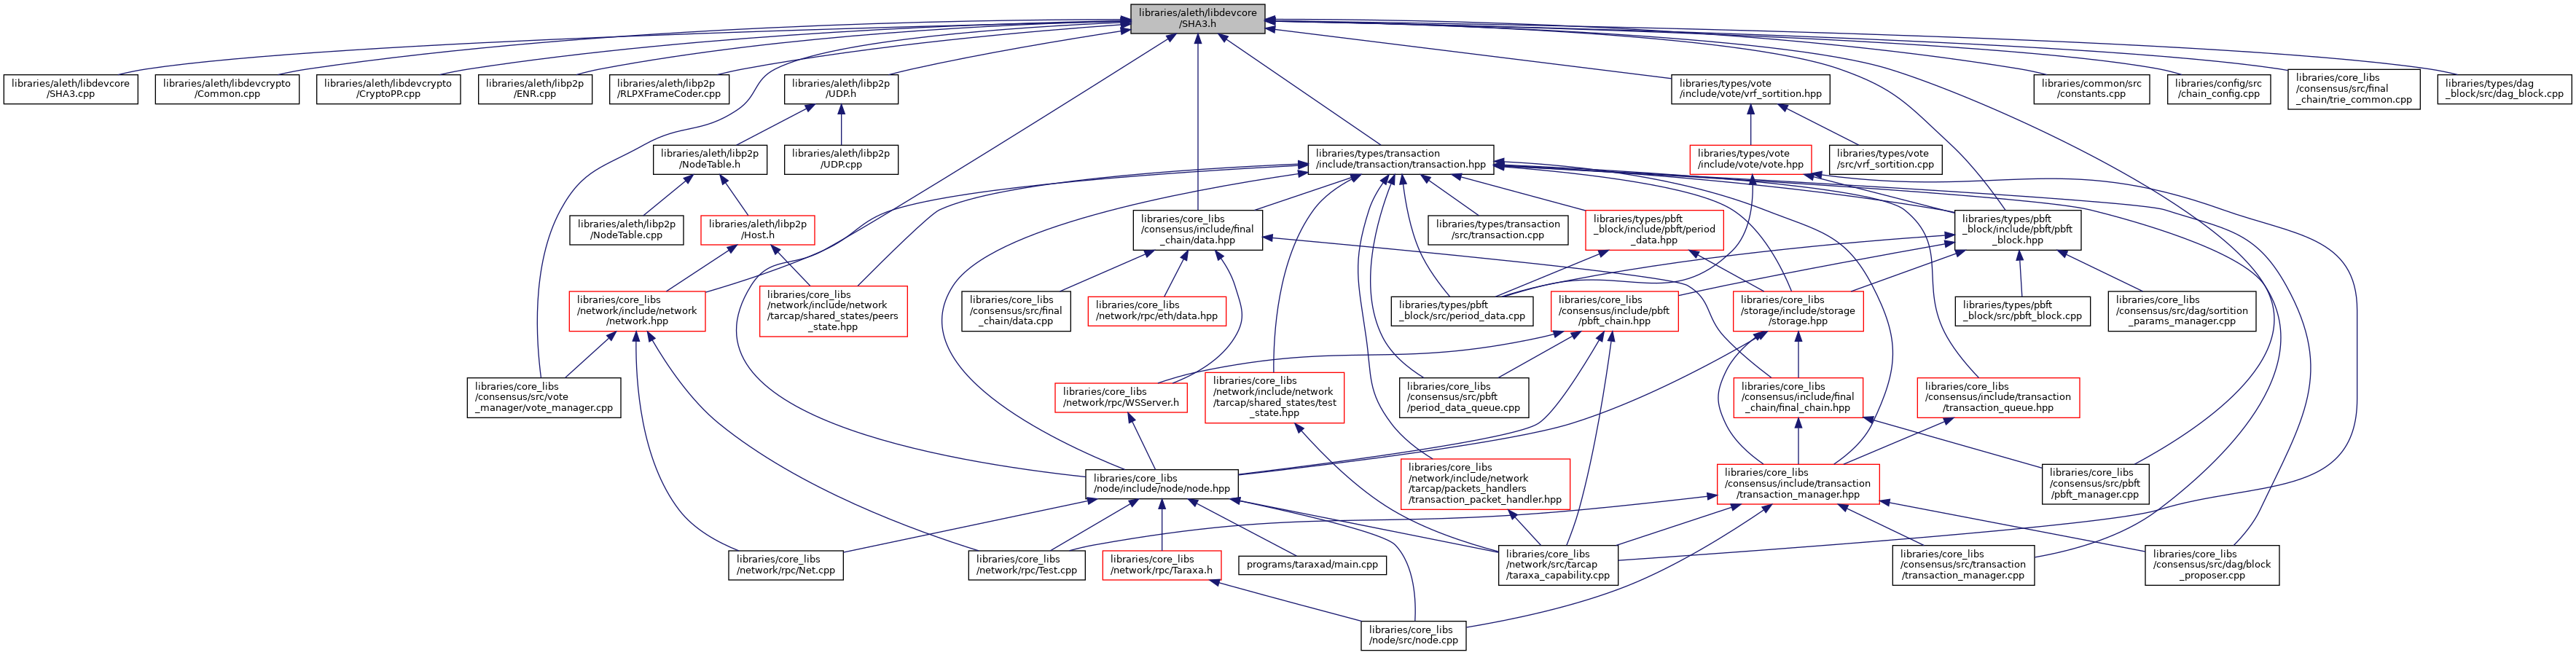 libraries/aleth/libdevcore
/SHA3.h
libraries/aleth/libdevcore
/SHA3.cpp
libraries/aleth/libdevcrypto
/Common.cpp
libraries/aleth/libdevcrypto
/CryptoPP.cpp
libraries/aleth/libp2p
/ENR.cpp
libraries/aleth/libp2p
/RLPXFrameCoder.cpp
libraries/aleth/libp2p
/UDP.h
libraries/types/vote
/include/vote/vrf_sortition.hpp
libraries/common/src
/constants.cpp
libraries/config/src
/chain_config.cpp
libraries/core_libs
/consensus/src/final
_chain/trie_common.cpp
libraries/types/dag
_block/src/dag_block.cpp
libraries/aleth/libp2p
/NodeTable.h
libraries/aleth/libp2p
/UDP.cpp
libraries/types/transaction
/include/transaction/transaction.hpp
libraries/types/vote
/include/vote/vote.hpp
libraries/types/vote
/src/vrf_sortition.cpp
libraries/aleth/libp2p
/NodeTable.cpp
libraries/aleth/libp2p
/Host.h
libraries/core_libs
/consensus/include/final
_chain/data.hpp
libraries/types/transaction
/src/transaction.cpp
libraries/types/pbft
_block/include/pbft/period
_data.hpp
libraries/types/pbft
_block/include/pbft/pbft
_block.hpp
libraries/core_libs
/network/include/network
/network.hpp
libraries/core_libs
/network/include/network
/tarcap/shared_states/peers
_state.hpp
libraries/core_libs
/consensus/src/final
_chain/data.cpp
libraries/core_libs
/network/rpc/eth/data.hpp
libraries/types/pbft
_block/src/period_data.cpp
libraries/core_libs
/consensus/include/pbft
/pbft_chain.hpp
libraries/core_libs
/storage/include/storage
/storage.hpp
libraries/types/pbft
_block/src/pbft_block.cpp
libraries/core_libs
/consensus/src/dag/sortition
_params_manager.cpp
libraries/core_libs
/consensus/src/vote
_manager/vote_manager.cpp
libraries/core_libs
/network/rpc/WSServer.h
libraries/core_libs
/network/include/network
/tarcap/shared_states/test
_state.hpp
libraries/core_libs
/consensus/src/pbft
/period_data_queue.cpp
libraries/core_libs
/consensus/include/final
_chain/final_chain.hpp
libraries/core_libs
/consensus/include/transaction
/transaction_queue.hpp
libraries/core_libs
/node/include/node/node.hpp
libraries/core_libs
/network/include/network
/tarcap/packets_handlers
/transaction_packet_handler.hpp
libraries/core_libs
/consensus/include/transaction
/transaction_manager.hpp
libraries/core_libs
/consensus/src/pbft
/pbft_manager.cpp
libraries/core_libs
/network/rpc/Net.cpp
libraries/core_libs
/network/rpc/Test.cpp
libraries/core_libs
/network/rpc/Taraxa.h
programs/taraxad/main.cpp
libraries/core_libs
/network/src/tarcap
/taraxa_capability.cpp
libraries/core_libs
/consensus/src/transaction
/transaction_manager.cpp
libraries/core_libs
/consensus/src/dag/block
_proposer.cpp
libraries/core_libs
/node/src/node.cpp